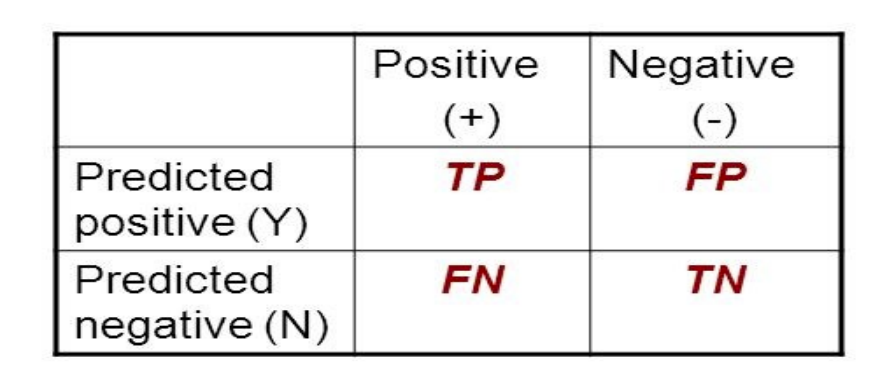 Positive Negative
(+) (-)
Predicted TP FP
positive (Y)
Predicted FN TN
negative (N)